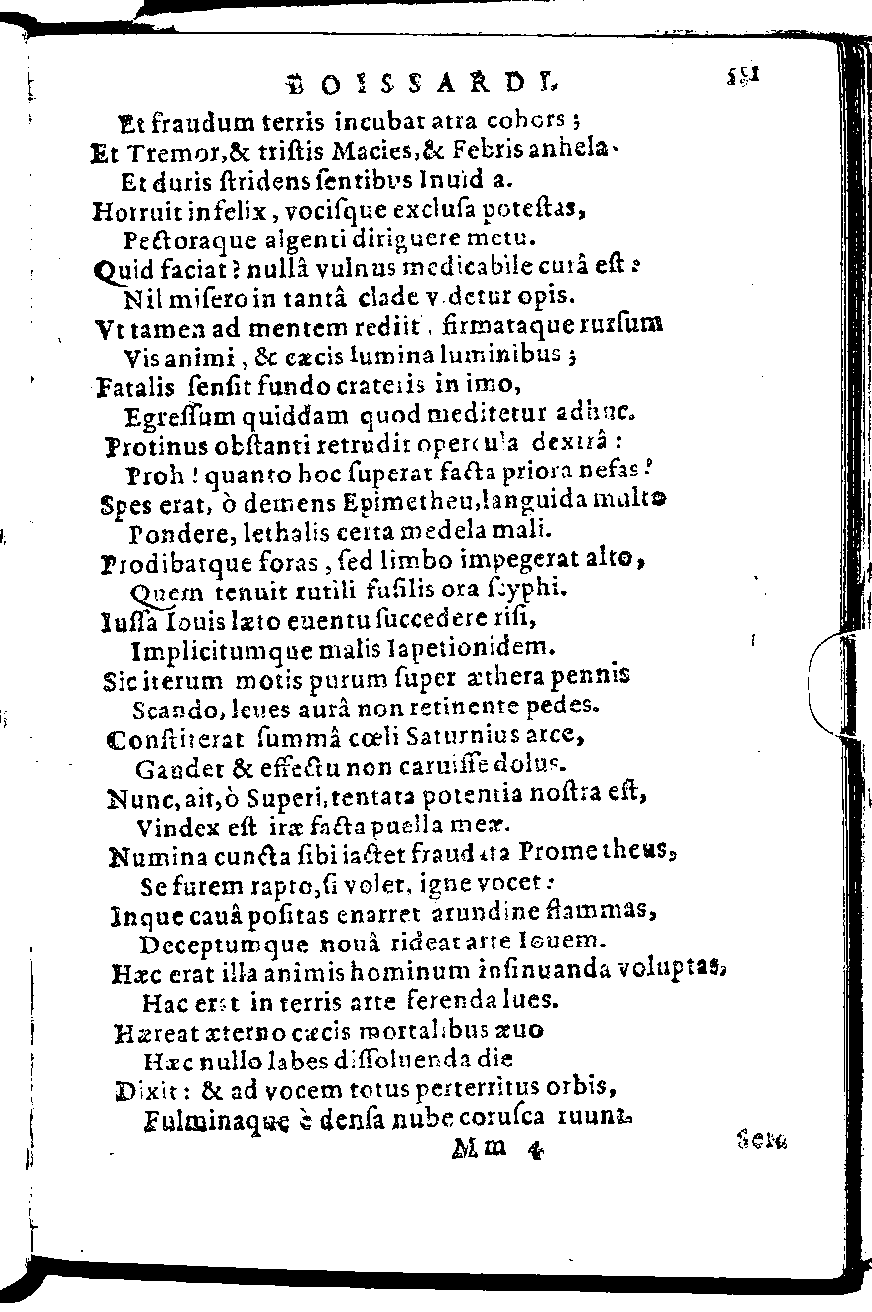 BOISSARDI. 551
Et fraudum terris incubat atra cohors ;
Et Tremor,& triſtis Macies,& Febris anhela.
Et duris ſtridens ſentibus Inuid a.
Horruit infelix, vociſque excluſa poteſtas,
Pectoraque algenti diriguere metu.
Quid faciat ? nullâ vulnus medicabile curâ eſt :
Nil miſero in tantâ clade v detur opis.
Vt tamen ad mentem rediit , firmataque rurſum
Vis animi, & cæcis lumina luminibus ;
Fatalis ſenſit fundo crateris in imo,
Egreſſum quiddam quod meditetur adhuc.
Protinus obſtanti retrudit opercula dextrâ :
Proh ! quanto hoc ſuperat facta priora nefas !
Spes erat, ò demens Epimetheu,languida multo
Pondere, lethalis certa medela mali.
Prodibatque foras , ſed limbo impegerat alto,
Quem tenuit rutili fuſilis ora ſcyphi.
Iuſſa Iouis læto euentu ſuccedere riſi,
Implicitumque malis Iapetionidem.
Sic iterum motis purum ſuper æthera pennis
Scando, leues aurâ non retinente pedes.
Conſtiterat ſummâ cœli Saturnius arce,
Gaudet & effectu non caruiſſe dolus.
Nunc, ait,ò Superi,tentata potentia noſtra eſt,
Vindex eſt iræ facta puella meæ.
Numina cuncta ſibi iactet fraudata Prometheus,
Se furem rapto,ſi volet, igne vocet :
Inque cauâ poſitas enarret arundine flammas,
Deceptumque nouâ rideat arte Iouem.
Hæc erat illa animis hominum inſinuanda voluptas,
Hac erat in terris arte ferenda lues.
Hæreat æterno cæcis mortalibus æuo
Hæc nullo labes diſſoluenda die
Dixit : & ad vocem totus perterritus orbis,
Fulminaque è denſa nube coruſca ruunt.
Mm 4 Sera